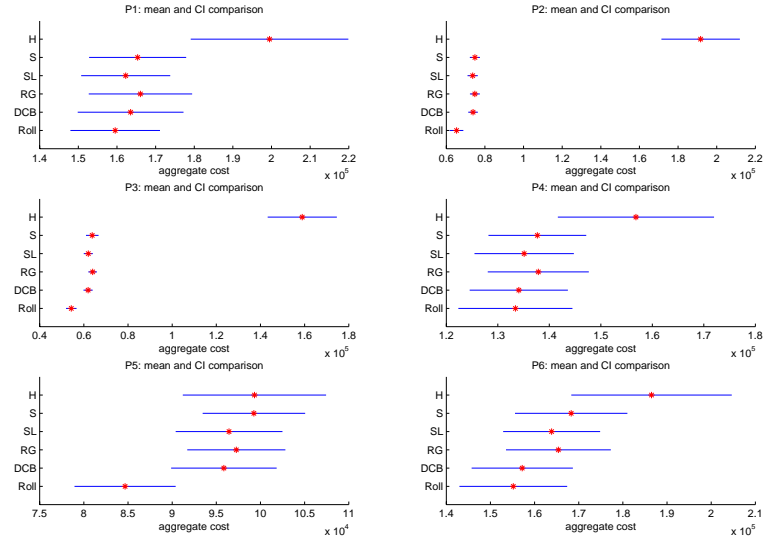 P1: mean and CI comparison
H
S
SL
RG
DCB
Roll
1.4 1.5 1.6 1.7 1.8 1.9 2 2.1 2.2
aggregate cost
x 10^5
P2: mean and CI comparison
H
S
SL
RG
DCB
Roll
0.6 0.8 1 1.2 1.4 1.6 1.8 2 2.2
aggregate cost
x 10^5
P3: mean and CI comparison
H
S
SL
RG
DCB
Roll
0.4 0.6 0.8 1 1.2 1.4 1.6 1.8
aggregate cost
x 10^5
P4: mean and CI comparison
H
S
SL
RG
DCB
Roll
1.2 1.3 1.4 1.5 1.6 1.7 1.8
aggregate cost
x 10^5
P5: mean and CI comparison
H
S
SL
RG
DCB
Roll
7.5 8 8.5 9 9.5 10 10.5 11
aggregate cost
x 10^4
P6: mean and CI comparison
H
S
SL
RG
DCB
Roll
1.4 1.5 1.6 1.7 1.8 1.9 2 2.1
aggregate cost
x 10^5